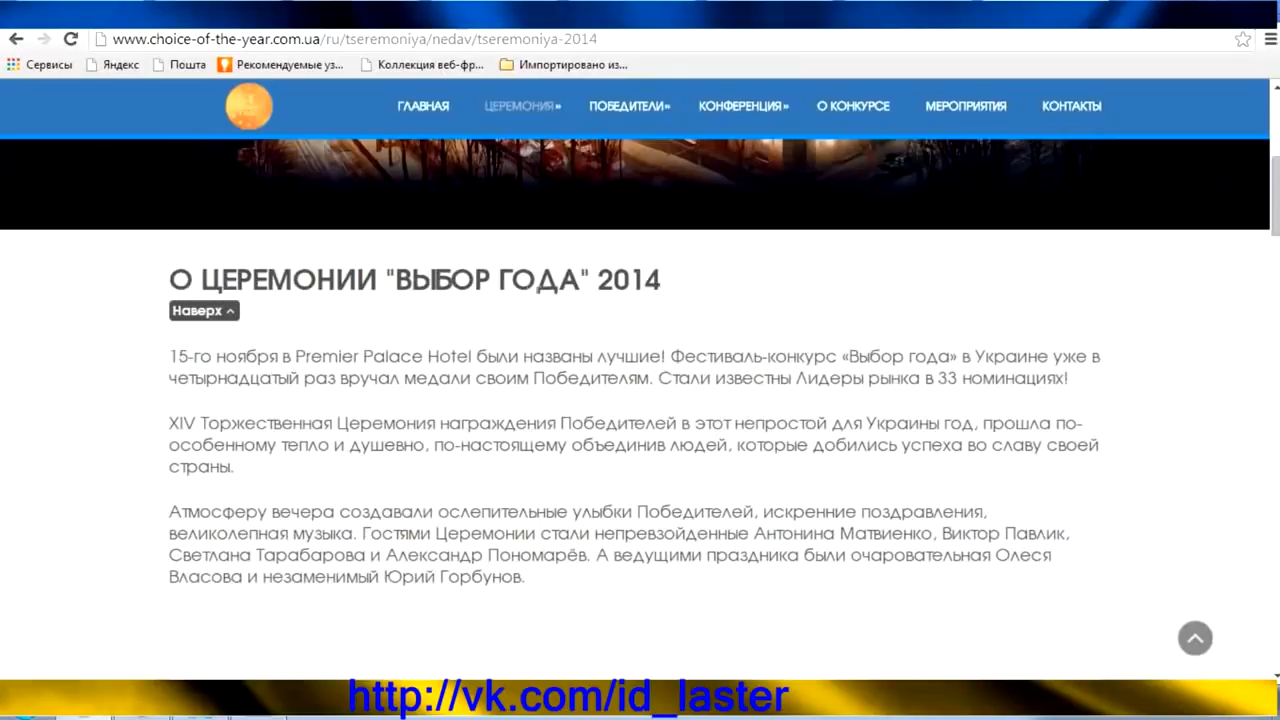 www.choice-of-the-year.com.ua/ru/tseremoniya/nedav/tseremoniya-2014
Сервисы Яндекс Пошта Рекомендуемые уз... Коллекция веб-фр... Импортировано из...
ГЛАВНАЯ ЦЕРЕМОНИЯ» ПОБЕДИТЕЛИ» КОНФЕРЕНЦИЯ» О КОНКУРСЕ МЕРОПРИЯТИЯ КОНТАКТЫ
О ЦЕРЕМОНИИ "ВЫБОР ГОДА" 2014
Наверх
15-го ноября в Premier Palace Hotel были названы лучшие! Фестиваль-конкурс «Выбор года» в Украине уже в
четырнадцатый раз вручал медали своим Победителям. Стали известны Лидеры рынка в 33 номинациях!
XIV Торжественная Церемония награждения Победителей в этот непростой для Украины год, прошла по-
особенному тепло и душевно, по-настоящему объединив людей, которые добились успеха во славу своей
страны.
Атмосферу вечера создавали ослепительные улыбки Победителей, искренние поздравления,
великолепная музыка. Гостями Церемонии стали непревзойденные Антонина Матвиенко, Виктор Павлик,
Светлана Тарабарова и Александр Пономарёв. А ведущими праздника были очаровательная Олеся
Власова и незаменимый Юрий Горбунов.
http://vk.com/id_laster